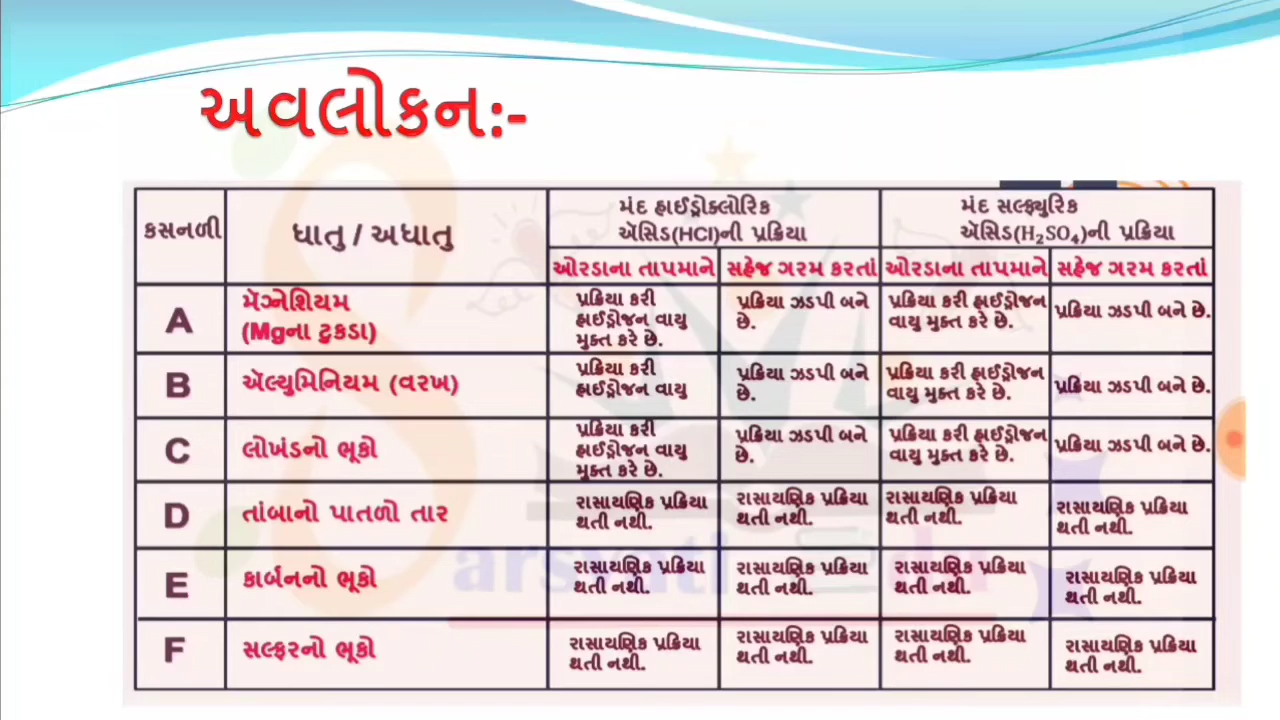 અવલોકન:-
કસનળી
ધાતુ / અધાતુ
મંદ હાઈડ્રોક્લોરિક
ઍસિડ(HCl)ની પ્રક્રિયા
મંદ સલ્ફ્યુરિક
ઍસિડ(H₂SO₄)ની પ્રક્રિયા
ઓરડાના તાપમાને
સહેજ ગરમ કરતાં
ઓરડાના તાપમાને
સહેજ ગરમ કરતાં
A
મૅગ્નેશિયમ
(Mgના ટુકડા)
પ્રક્રિયા કરી
હાઈડ્રોજન વાયુ
મુક્ત કરે છે.
પ્રક્રિયા ઝડપી બને
છે.
પ્રક્રિયા કરી હાઈડ્રોજન
વાયુ મુક્ત કરે છે.
પ્રક્રિયા ઝડપી બને છે.
B
ઍલ્યુમિનિયમ (વરખ)
પ્રક્રિયા કરી
હાઈડ્રોજન વાયુ
પ્રક્રિયા ઝડપી બને
છે.
પ્રક્રિયા કરી હાઈડ્રોજન
વાયુ મુક્ત કરે છે.
પ્રક્રિયા ઝડપી બને છે.
C
લોખંડનો ભૂકો
પ્રક્રિયા કરી
હાઈડ્રોજન વાયુ
મુક્ત કરે છે.
પ્રક્રિયા ઝડપી બને
છે.
પ્રક્રિયા કરી હાઈડ્રોજન
વાયુ મુક્ત કરે છે.
પ્રક્રિયા ઝડપી બને છે.
D
તાંબાનો પાતળો તાર
રાસાયણિક પ્રક્રિયા
થતી નથી.
રાસાયણિક પ્રક્રિયા
થતી નથી.
રાસાયણિક પ્રક્રિયા
થતી નથી.
રાસાયણિક પ્રક્રિયા
થતી નથી.
E
કાર્બનનો ભૂકો
રાસાયણિક પ્રક્રિયા
થતી નથી.
રાસાયણિક પ્રક્રિયા
થતી નથી.
રાસાયણિક પ્રક્રિયા
થતી નથી.
રાસાયણિક પ્રક્રિયા
થતી નથી.
F
સલ્ફરનો ભૂકો
રાસાયણિક પ્રક્રિયા
થતી નથી.
રાસાયણિક પ્રક્રિયા
થતી નથી.
રાસાયણિક પ્રક્રિયા
થતી નથી.
રાસાયણિક પ્રક્રિયા
થતી નથી.